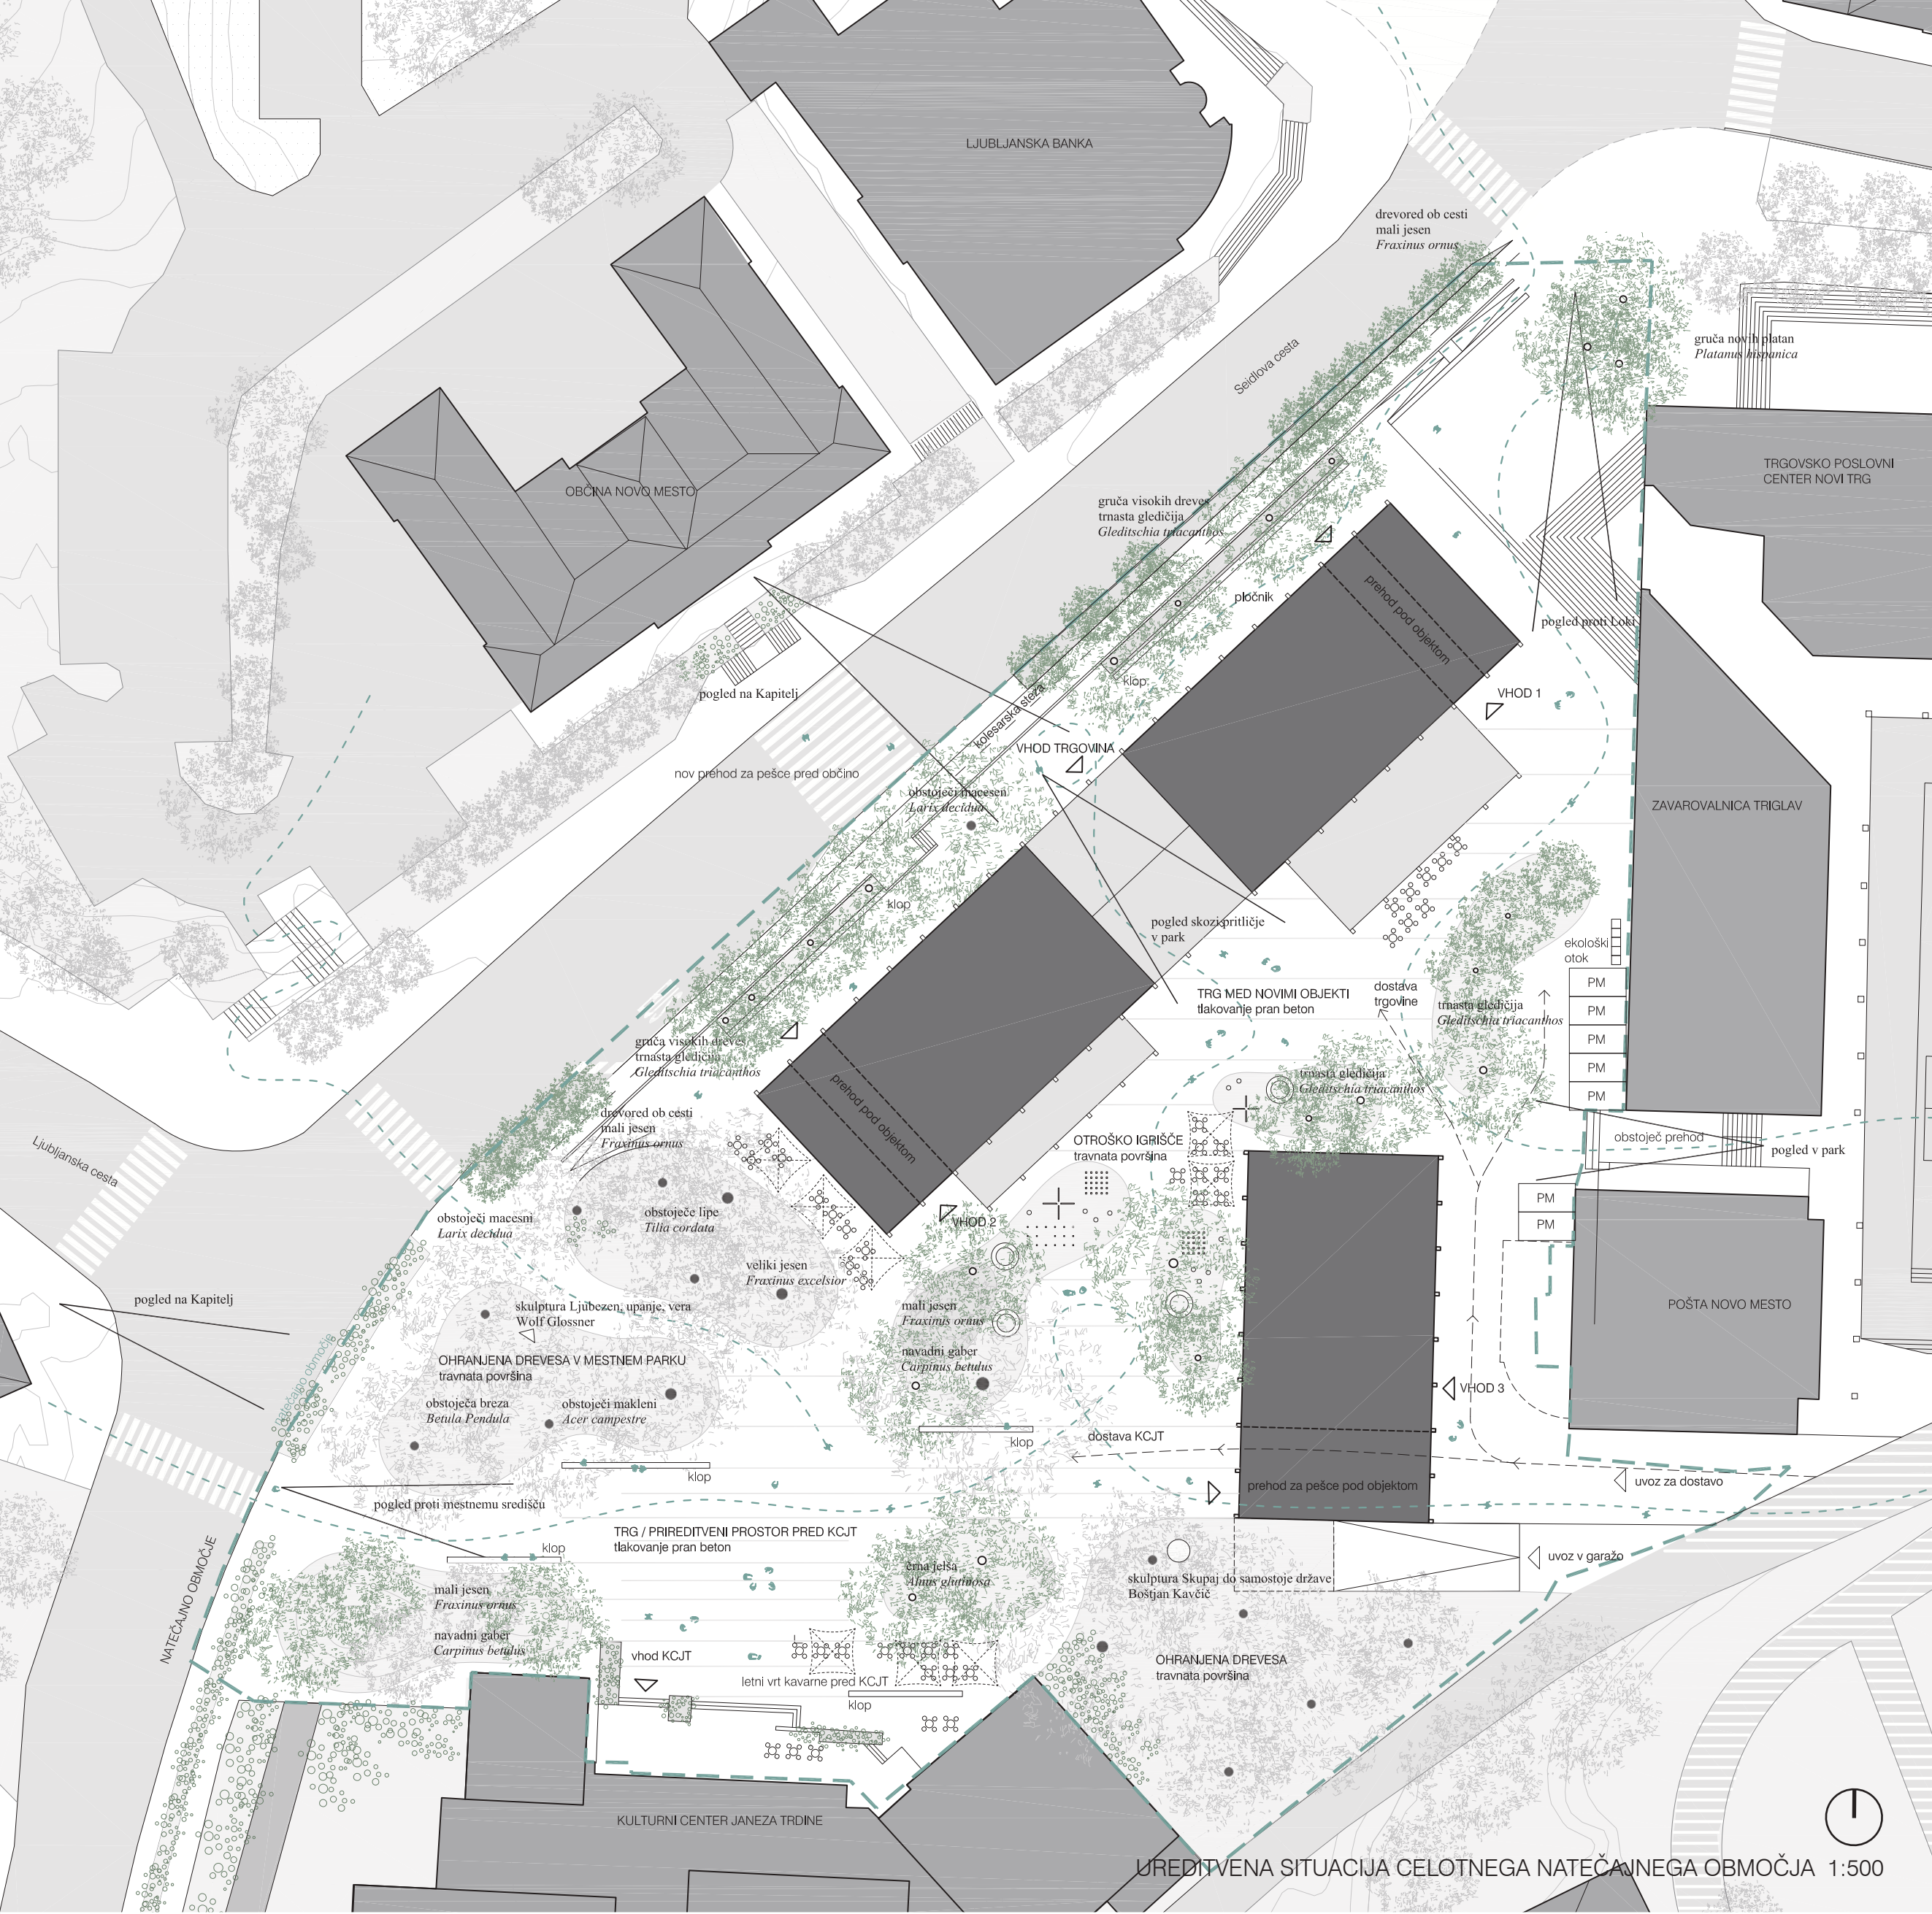 LJUBLJANSKA BANKA
drevored ob cesti
mali jesen
Fraxinus ornus
gruča novih platan
Platanus hispanica
Seidlova cesta
TRGOVSKO POSLOVNI
CENTER NOVI TRG
OBČINA NOVO MESTO
gruča visokih dreves
trnasta gledičija
Gleditschia triacanthos
pločnik
prehod pod objektom
pogled proti Loki
klop
pogled na Kapitelj
VHOD 1
kolesarska steza
VHOD TRGOVINA
nov prehod za pešce pred občino
obstoječi macesen
Larix decidua
ZAVAROVALNICA TRIGLAV
klop
pogled skozi pritličje
v park
ekološki
otok
PM
PM
PM
PM
PM
dostava
trgovine
TRG MED NOVIMI OBJEKTI
tlakovanje pran beton
trnasta gledičija
Gleditschia triacanthos
gruča visokih dreves
trnasta gledičija
Gleditschia triacanthos
trnasta gledičija
Gleditschia triacanthos
prehod pod objektom
drevored ob cesti
mali jesen
Fraxinus ornus
Ljubljanska cesta
OTROŠKO IGRIŠČE
travnata površina
obstoječ prehod
pogled v park
PM
PM
obstoječi macesni
Larix decidua
obstoječe lipe
Tilia cordata
VHOD 2
veliki jesen
Fraxinus excelsior
pogled na Kapitelj
skulptura Ljubezen, upanje, vera
Wolf Glossner
mali jesen
Fraxinus ornus
navadni gaber
Carpinus betulus
POŠTA NOVO MESTO
natečajno območje
OHRANJENA DREVESA V MESTNEM PARKU
travnata površina
obstoječa breza
Betula Pendula
obstoječi makleni
Acer campestre
VHOD 3
klop
dostava KCJT
klop
uvoz za dostavo
prehod za pešce pod objektom
pogled proti mestnemu središču
TRG / PRIREDITVENI PROSTOR PRED KCJT
tlakovanje pran beton
klop
NATEČAJNO OBMOČJE
uvoz v garažo
črna jelša
Alnus glutinosa
skulptura Skupaj do samostoje države
Boštjan Kavčič
mali jesen
Fraxinus ornus
navadni gaber
Carpinus betulus
vhod KCJT
OHRANJENA DREVESA
travnata površina
letni vrt kavarne pred KCJT
klop
KULTURNI CENTER JANEZA TRDINE
UREDITVENA SITUACIJA CELOTNEGA NATEČAJNEGA OBMOČJA 1:500